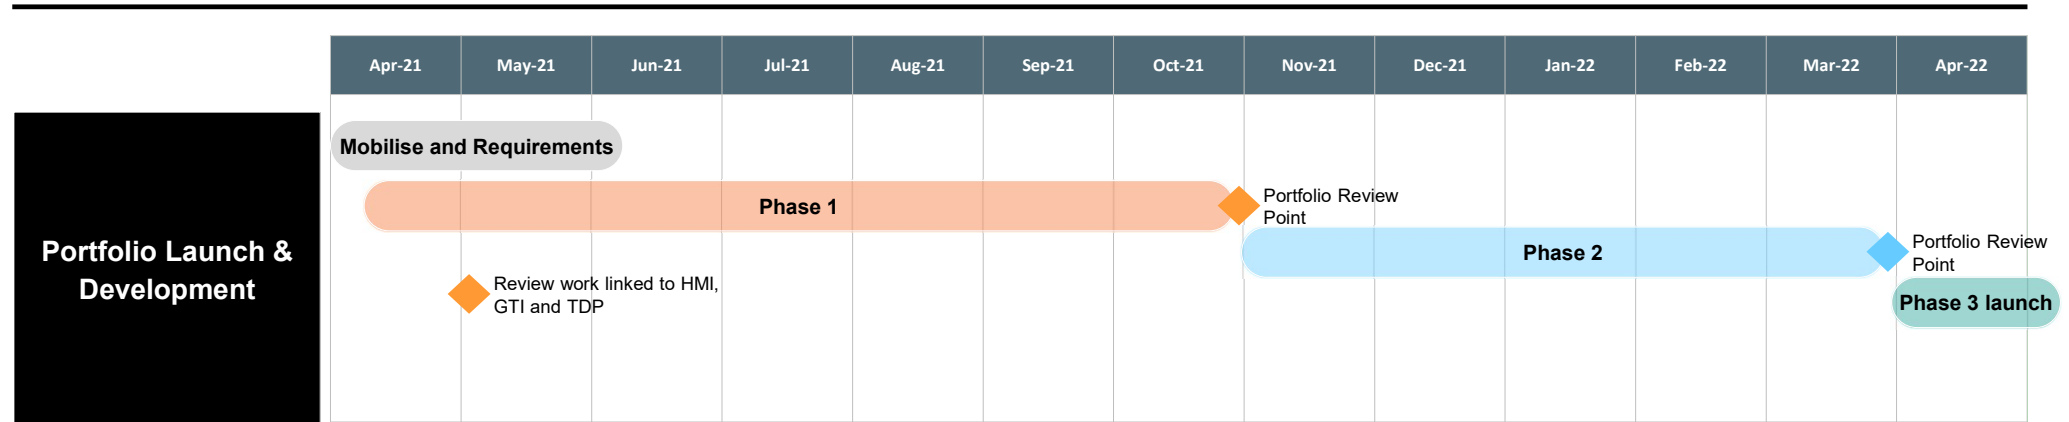 Apr-21 May-21 Jun-21 Jul-21 Aug-21 Sep-21 Oct-21 Nov-21 Dec-21 Jan-22 Feb-22 Mar-22 Apr-22
Portfolio Launch &
Development
Mobilise and Requirements
Phase 1
Portfolio Review
Point
Phase 2
Portfolio Review
Point
Review work linked to HMI,
GTI and TDP
Phase 3 launch